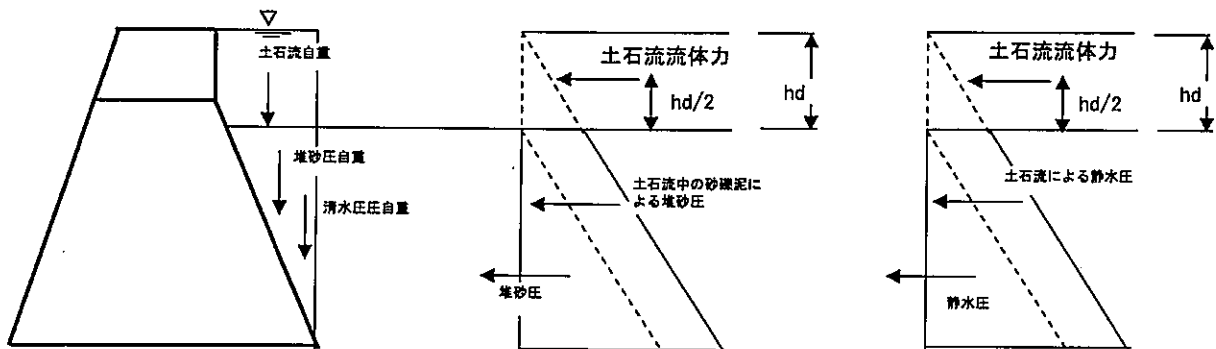 土石流自重
堆砂圧自重
清水圧圧自重
土石流流体力
hd/2
hd
土石流中の砂礫泥に
よる堆砂圧
堆砂圧
土石流流体力
hd/2
hd
土石流による静水圧
静水圧